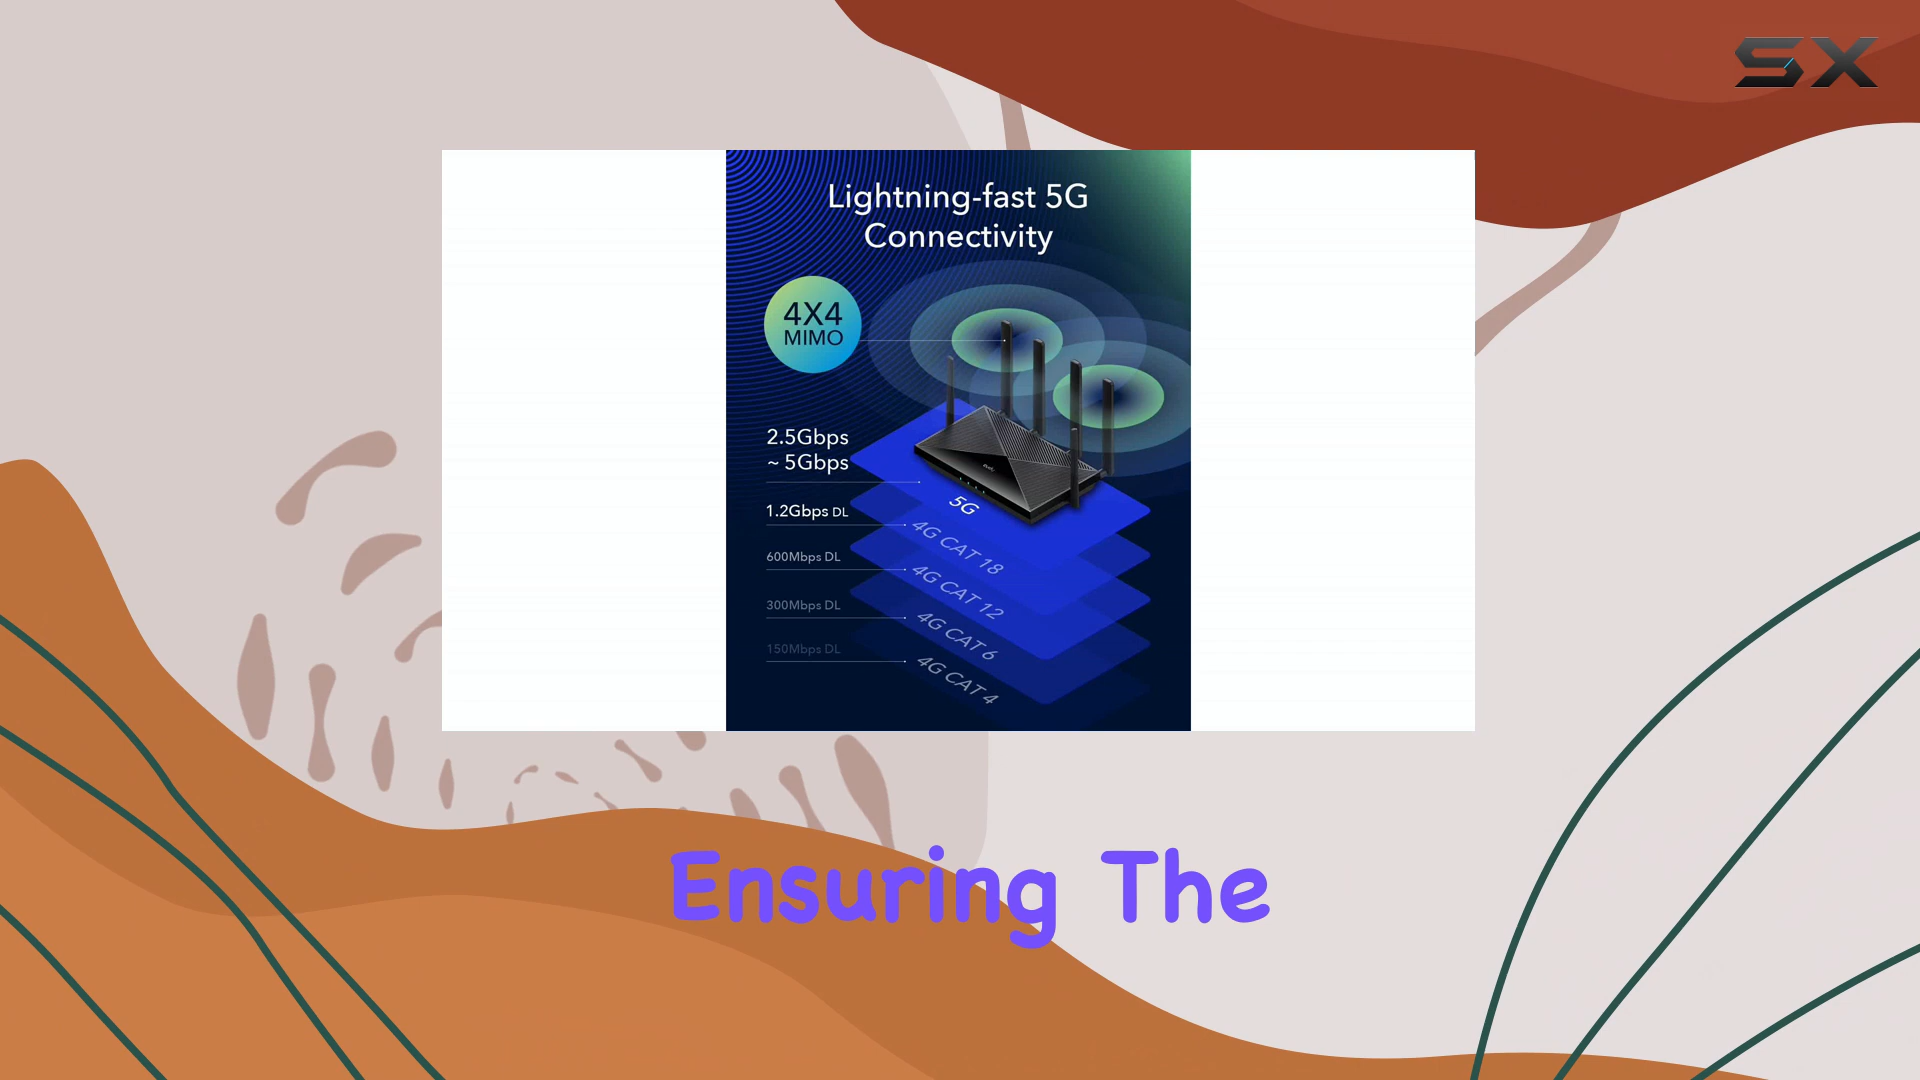 SX
Lightning-fast 5G
Connectivity
4X4
MIMO
2.5Gbps
~ 5Gbps
1.2Gbps DL
600Mbps DL
300Mbps DL
150Mbps DL
5G
4G CAT 18
4G CAT 12
4G CAT 6
4G CAT 4
Ensuring The